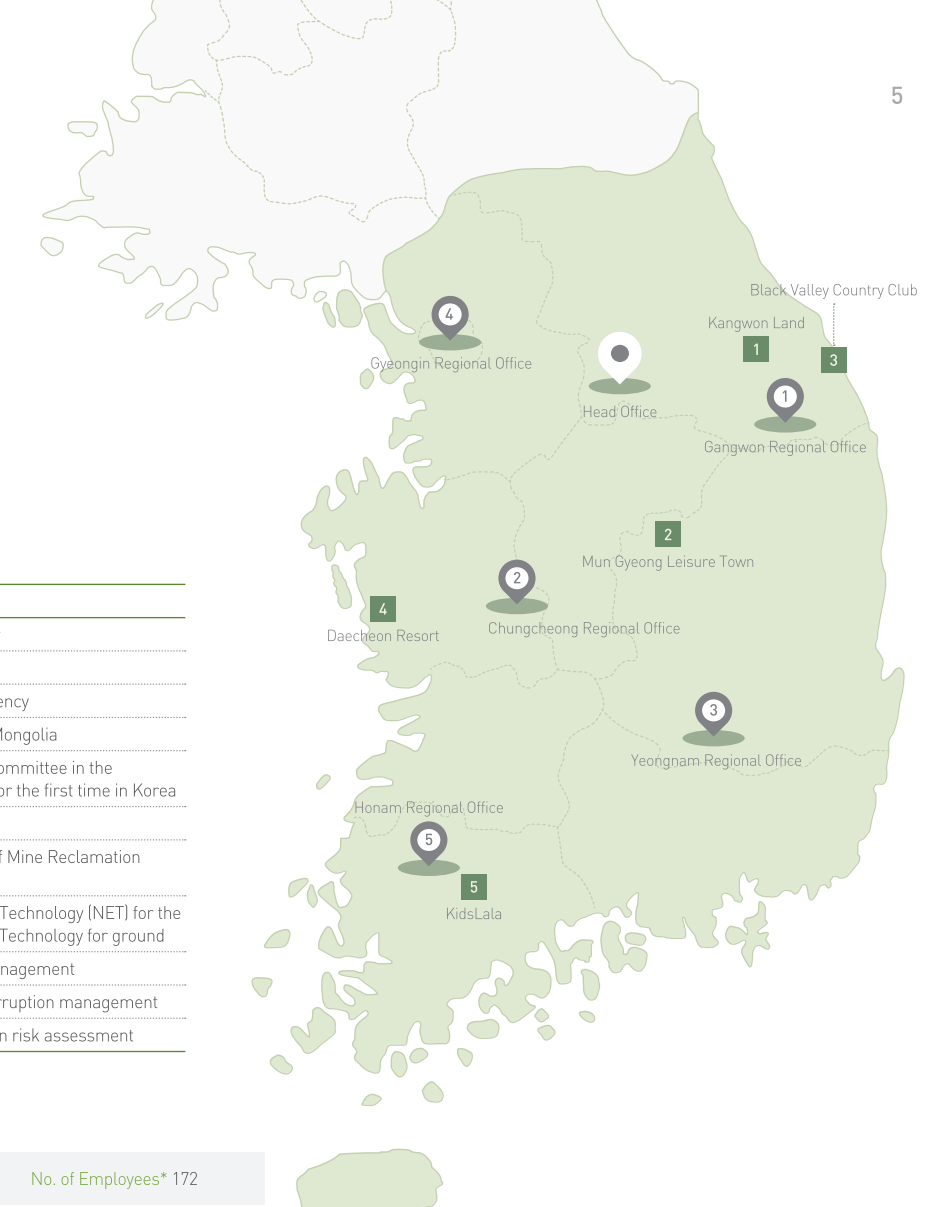 5
Black Valley Country Club
Kangwon Land
1
3
4
Gyeongin Regional Office
Head Office
1
Gangwon Regional Office
2
Mun Gyeong Leisure Town
2
Chungcheong Regional Office
4
Daecheon Resort
3
Yeongnam Regional Office
Honam Regional Office
5
5
KidsLala
ency
Mongolia
ommittee in the
or the first time in Korea
f Mine Reclamation
Technology (NET) for the
Technology for ground
nagement
rruption management
n risk assessment
No. of Employees* 172